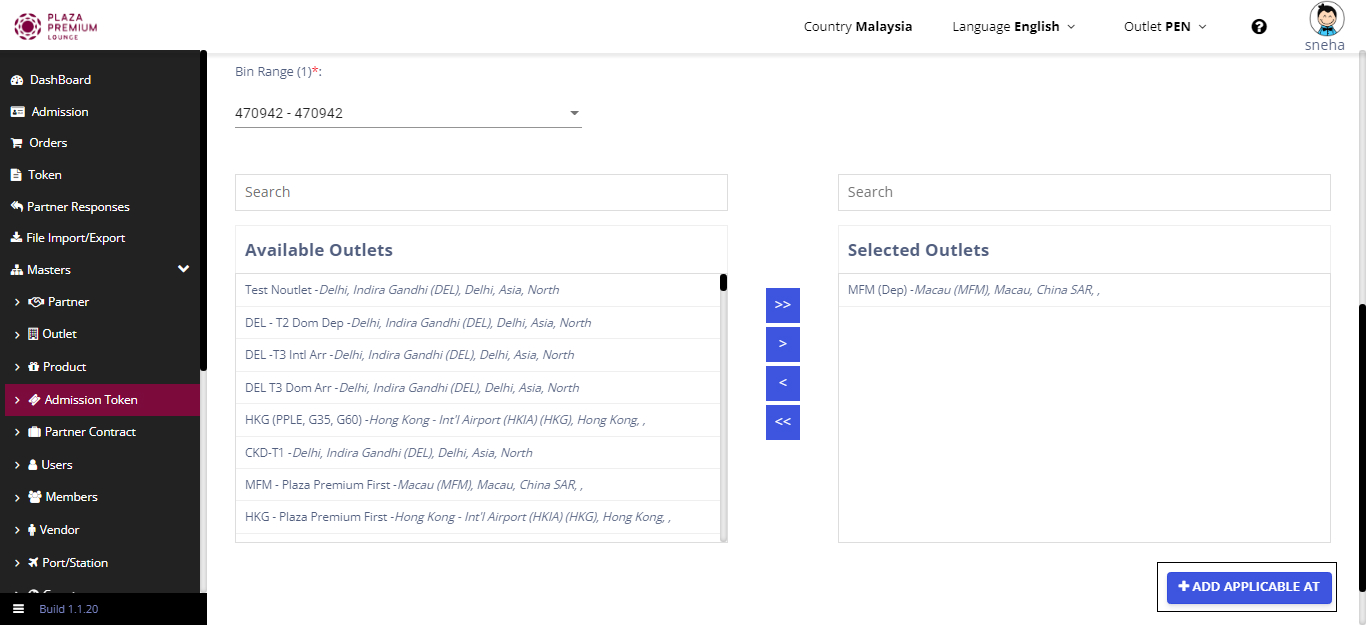 PLAZA
PREMIUM
LOUNGE
Country Malaysia
Language English
Outlet PEN
?
sneha
DashBoard
Admission
Orders
Token
Partner Responses
File Import/Export
Masters
Partner
Outlet
Product
Admission Token
Partner Contract
Users
Members
Vendor
Port/Station
Build 1.1.20
Bin Range (1)*:
470942 - 470942
Search
Available Outlets
Test Noutlet -Delhi, Indira Gandhi (DEL), Delhi, Asia, North
DEL - T2 Dom Dep -Delhi, Indira Gandhi (DEL), Delhi, Asia, North
DEL -T3 Intl Arr -Delhi, Indira Gandhi (DEL), Delhi, Asia, North
DEL T3 Dom Arr -Delhi, Indira Gandhi (DEL), Delhi, Asia, North
HKG (PPLE, G35, G60) -Hong Kong - Int'l Airport (HKIA) (HKG), Hong Kong, ,
CKD-T1 -Delhi, Indira Gandhi (DEL), Delhi, Asia, North
MFM - Plaza Premium First -Macau (MFM), Macau, China SAR, ,
HKG - Plaza Premium First -Hong Kong - Int'l Airport (HKIA) (HKG), Hong Kong, ,
>>
>
<
<<
Search
Selected Outlets
MFM (Dep) -Macau (MFM), Macau, China SAR, ,
+ ADD APPLICABLE AT